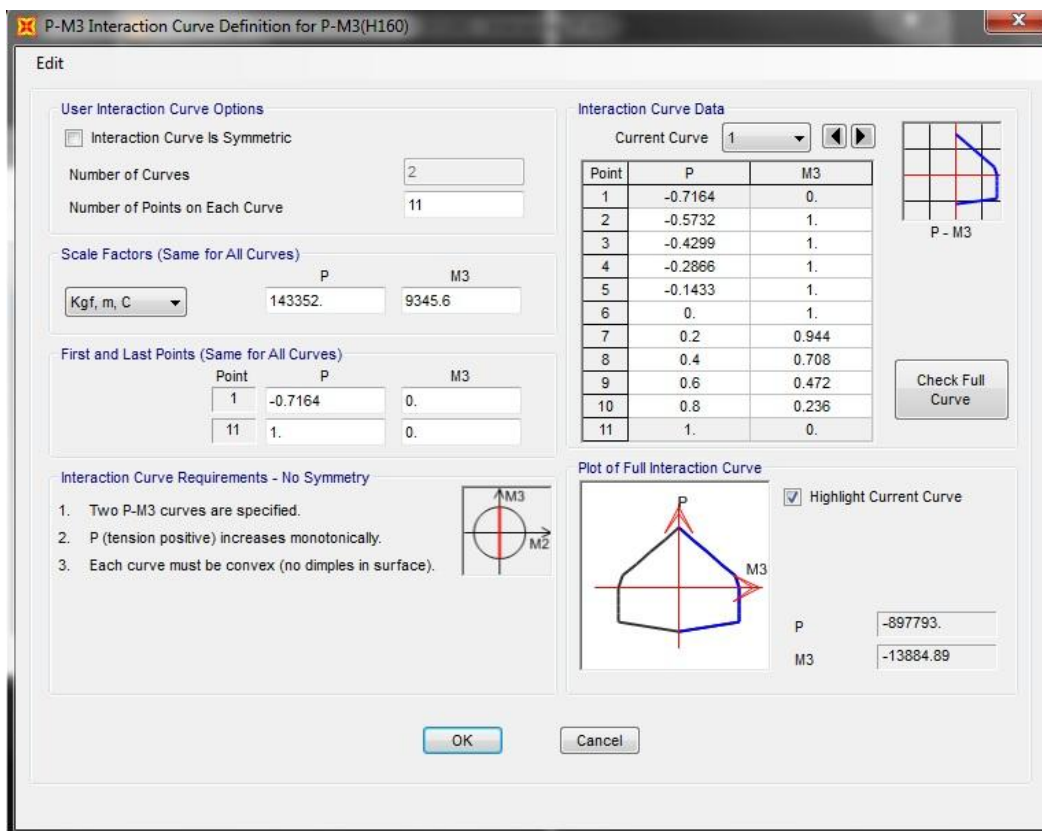 P-M3 Interaction Curve Definition for P-M3(H160)
Edit
User Interaction Curve Options
Interaction Curve Is Symmetric
Number of Curves 2
Number of Points on Each Curve 11
Scale Factors (Same for All Curves)
P M3
Kgf, m, C 143352. 9345.6
First and Last Points (Same for All Curves)
Point P M3
1 -0.7164 0.
11 1. 0.
Interaction Curve Requirements - No Symmetry
1. Two P-M3 curves are specified.
2. P (tension positive) increases monotonically.
3. Each curve must be convex (no dimples in surface).
M3
M2
Interaction Curve Data
Current Curve 1
Point P M3
1 -0.7164 0.
2 -0.5732 1.
3 -0.4299 1.
4 -0.2866 1.
5 -0.1433 1.
6 0. 1.
7 0.2 0.944
8 0.4 0.708
9 0.6 0.472
10 0.8 0.236
11 1. 0.
P - M3
Check Full
Curve
Plot of Full Interaction Curve
P
M3
Highlight Current Curve
P -897793.
M3 -13884.89
OK Cancel